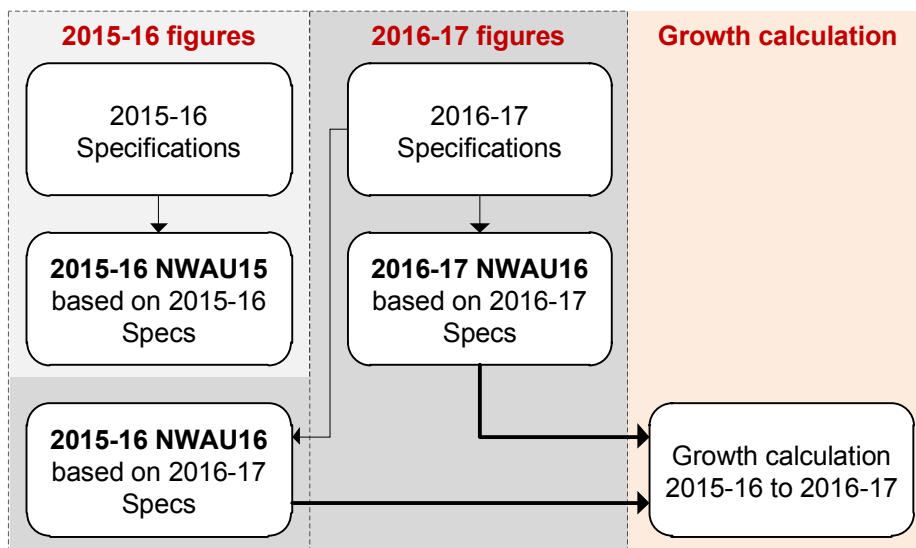 2015-16 figures
2016-17 figures
Growth calculation
2015-16
Specifications
2016-17
Specifications
2015-16 NWAU15
based on 2015-16
Specs
2016-17 NWAU16
based on 2016-17
Specs
2015-16 NWAU16
based on 2016-17
Specs
Growth calculation
2015-16 to 2016-17